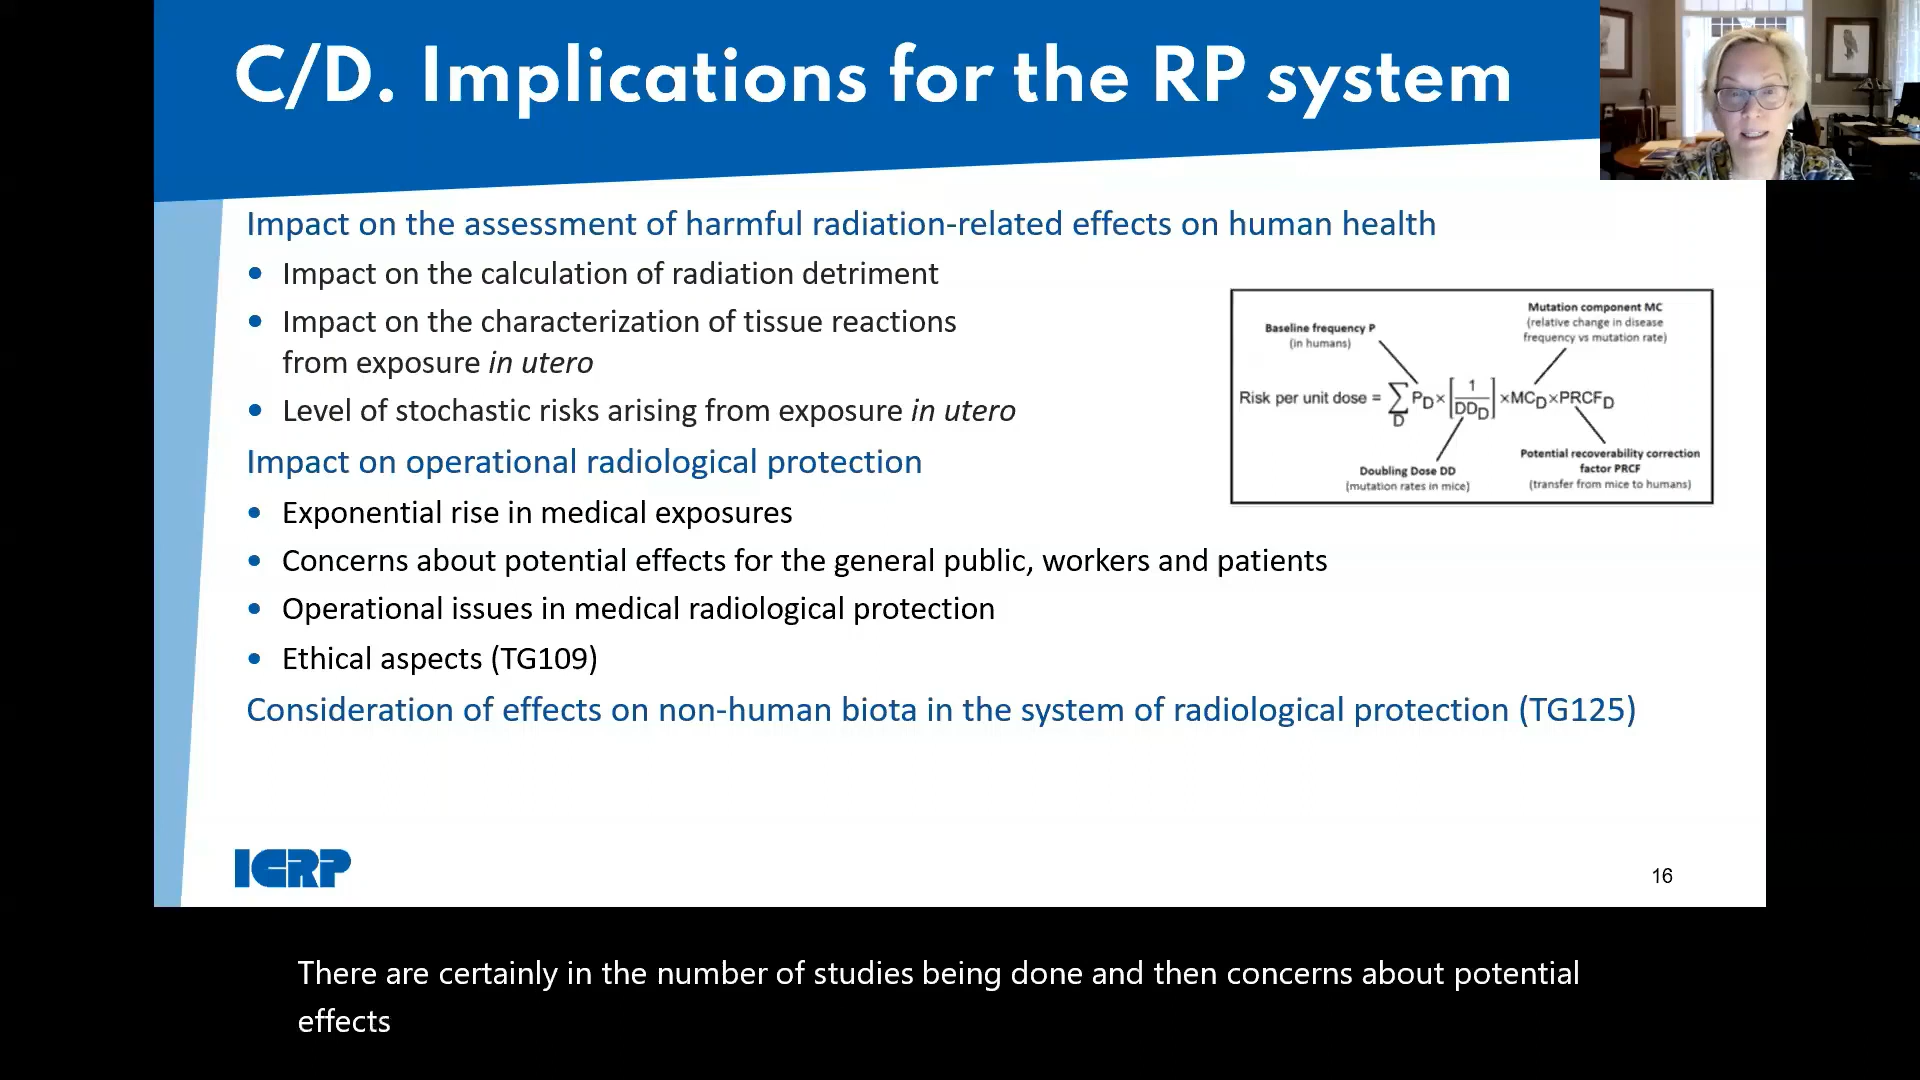 C/D. Implications for the RP system
Impact on the assessment of harmful radiation-related effects on human health
• Impact on the calculation of radiation detriment
• Impact on the characterization of tissue reactions
from exposure in utero
• Level of stochastic risks arising from exposure in utero
Impact on operational radiological protection
• Exponential rise in medical exposures
• Concerns about potential effects for the general public, workers and patients
• Operational issues in medical radiological protection
• Ethical aspects (TG109)
Consideration of effects on non-human biota in the system of radiological protection (TG125)
Mutation component MC
(relative change in disease
frequency vs mutation rate)
Baseline frequency P
(in humans)
Risk per unit dose = ∑_D P_D × [1/DD_D] ×MC_D×PRCF_D
Doubling Dose DD
(mutation rates in mice)
Potential recoverability correction
factor PRCF
(transfer from mice to humans)
ICRP
16
There are certainly in the number of studies being done and then concerns about potential
effects